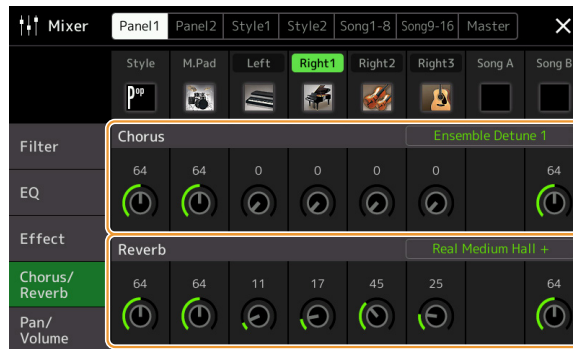 Mixer
Panel1 Panel2 Style1 Style2 Song1-8 Song9-16 Master
Style M.Pad Left Right1 Right2 Right3 Song A Song B
Pop
Filter
EQ
Effect
Chorus/
Reverb
Pan/
Volume
Chorus Ensemble Detune 1
64 64 0 0 0 0 64
Reverb Real Medium Hall +
64 64 11 17 45 25 64